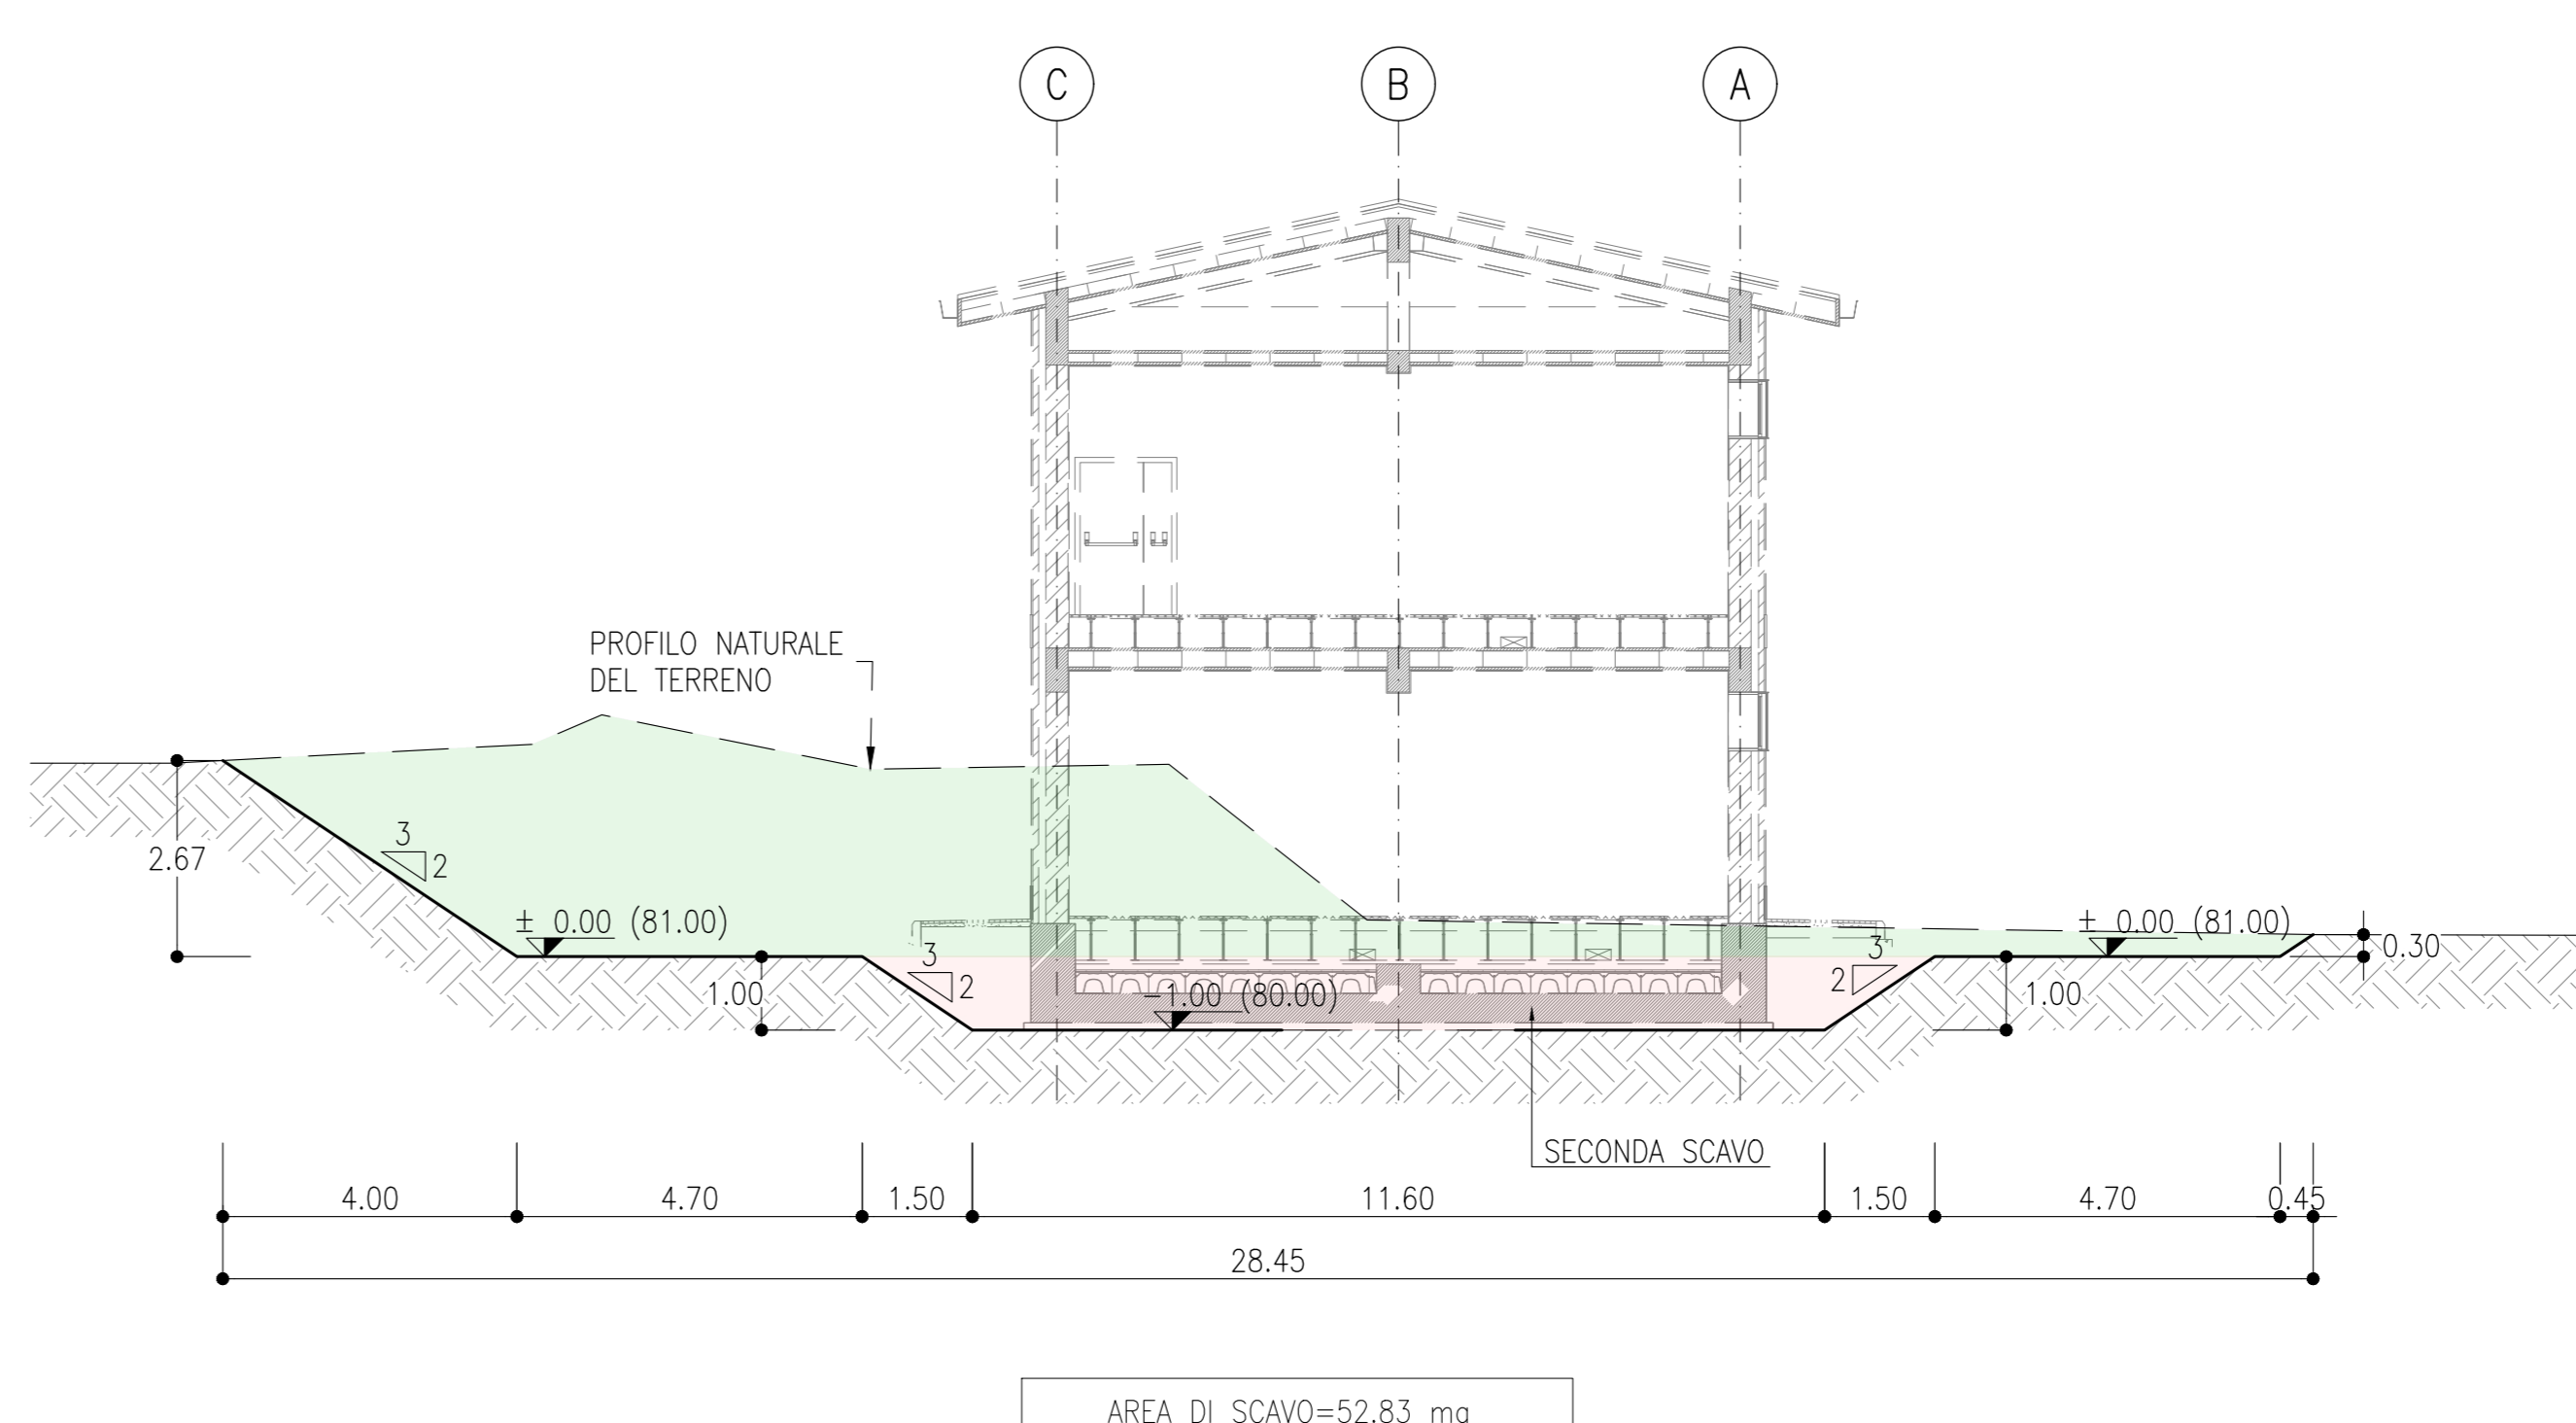 C
B
A
PROFILO NATURALE
DEL TERRENO
3
2
2.67
± 0.00 (81.00)
± 0.00 (81.00)
3
2
3
2
0.30
1.00
-1.00 (80.00)
1.00
SECONDA SCAVO
4.00
4.70
1.50
11.60
1.50
4.70
0.45
28.45
AREA DI SCAVO=52.83 mq